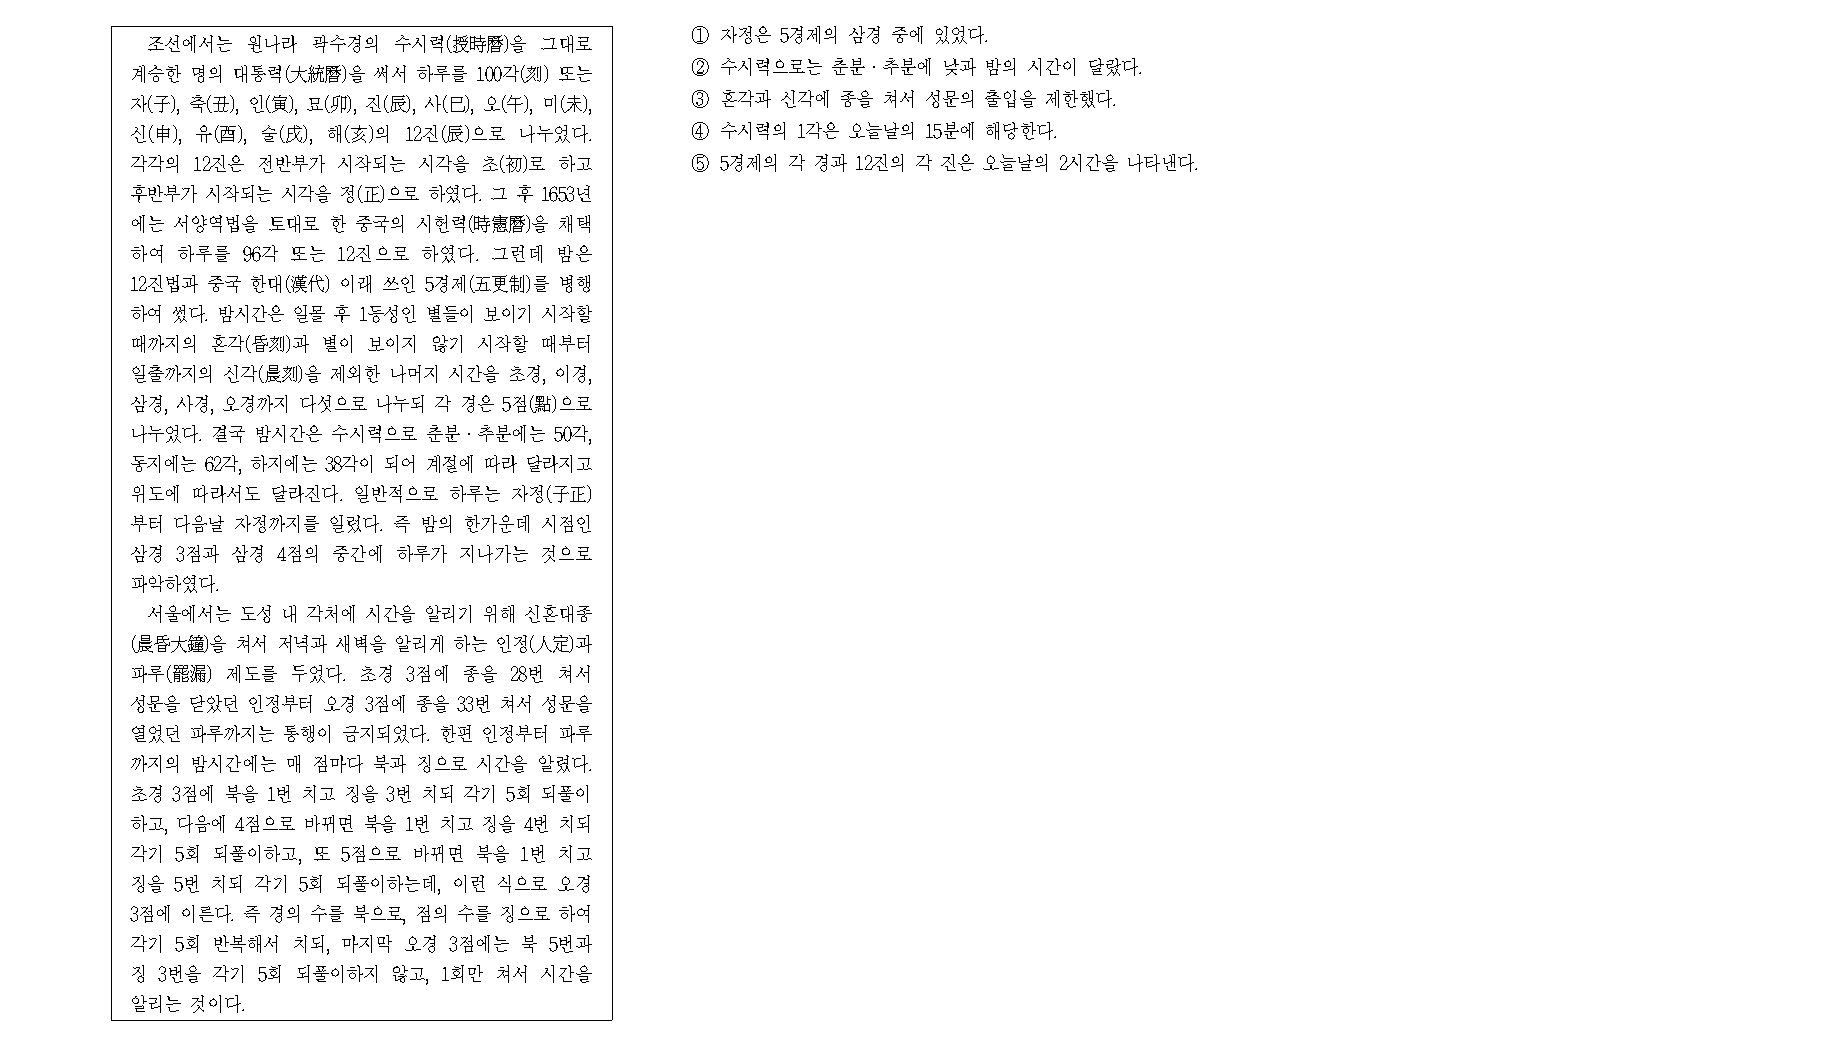 조선에서는 원나라 곽수경의 수시력(授時曆)을 그대로
계승한 명의 대통력(大統曆)을 써서 하루를 100각(刻) 또는
자(子), 축(丑), 인(寅), 묘(卯), 진(辰), 사(巳), 오(午), 미(未),
신(申), 유(酉), 술(戌), 해(亥)의 12진(辰)으로 나누었다.
각각의 12진은 전반부가 시작되는 시각을 초(初)로 하고
후반부가 시작되는 시각을 정(正)으로 하였다. 그 후 1653년
에는 서양역법을 토대로 한 중국의 시헌력(時憲曆)을 채택
하여 하루를 96각 또는 12진으로 하였다. 그런데 밤은
12진법과 중국 한대(漢代) 이래 쓰인 5경제(五更制)를 병행
하여 썼다. 밤시간은 일몰 후 1등성인 별들이 보이기 시작할
때까지의 혼각(昏刻)과 별이 보이지 않기 시작할 때부터
일출까지의 신각(晨刻)을 제외한 나머지 시간을 초경, 이경,
삼경, 사경, 오경까지 다섯으로 나누되 각 경은 5점(點)으로
나누었다. 결국 밤시간은 수시력으로 춘분·추분에는 50각,
동지에는 62각, 하지에는 38각이 되어 계절에 따라 달라지고
위도에 따라서도 달라진다. 일반적으로 하루는 자정(子正)
부터 다음날 자정까지를 일렀다. 즉 밤의 한가운데 시점인
삼경 3점과 삼경 4점의 중간에 하루가 지나가는 것으로
파악하였다.
서울에서는 도성 내 각처에 시간을 알리기 위해 신혼대종
(晨昏大鐘)을 쳐서 저녁과 새벽을 알리게 하는 인정(人定)과
파루(罷漏) 제도를 두었다. 초경 3점에 종을 28번 쳐서
성문을 닫았던 인정부터 오경 3점에 종을 33번 쳐서 성문을
열었던 파루까지는 통행이 금지되었다. 한편 인정부터 파루
까지의 밤시간에는 매 점마다 북과 징으로 시간을 알렸다.
초경 3점에 북을 1번 치고 징을 3번 치되 각기 5회 되풀이
하고, 다음에 4점으로 바뀌면 북을 1번 치고 징을 4번 치되
각기 5회 되풀이하고, 또 5점으로 바뀌면 북을 1번 치고
징을 5번 치되 각기 5회 되풀이하는데, 이런 식으로 오경
3점에 이른다. 즉 경의 수를 북으로, 점의 수를 징으로 하여
각기 5회 반복해서 치되, 마지막 오경 3점에는 북 5번과
징 3번을 각기 5회 되풀이하지 않고, 1회만 쳐서 시간을
알리는 것이다.
① 자정은 5경제의 삼경 중에 있었다.
② 수시력으로는 춘분·추분에 낮과 밤의 시간이 달랐다.
③ 혼각과 신각에 종을 쳐서 성문의 출입을 제한했다.
④ 수시력의 1각은 오늘날의 15분에 해당한다.
⑤ 5경제의 각 경과 12진의 각 진은 오늘날의 2시간을 나타낸다.